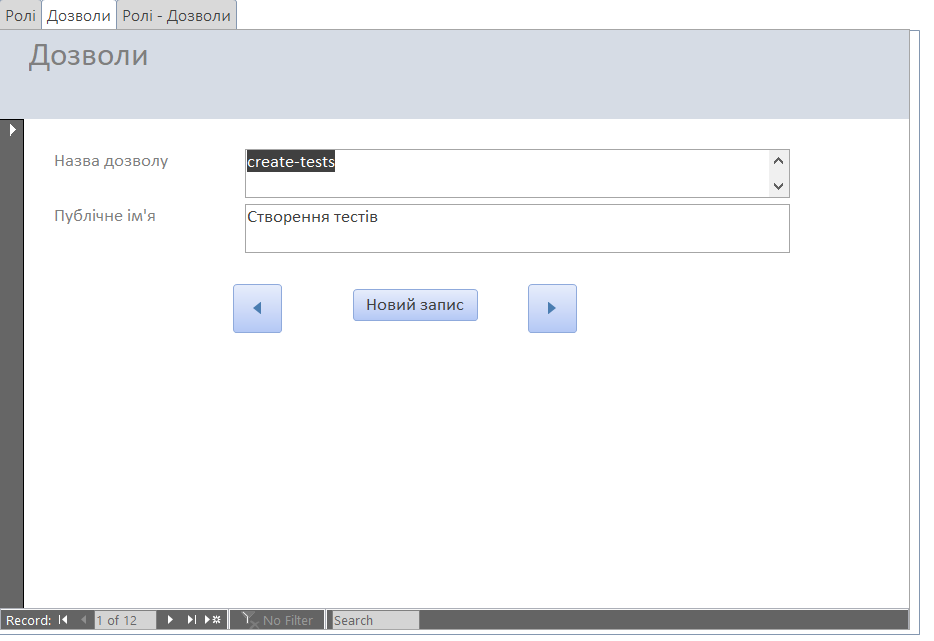 Ролі Дозволи Ролі - Дозволи
Дозволи
Назва дозволу create-tests
Публічне ім'я Створення тестів
Новий запис
Record: 1 of 12 No Filter Search